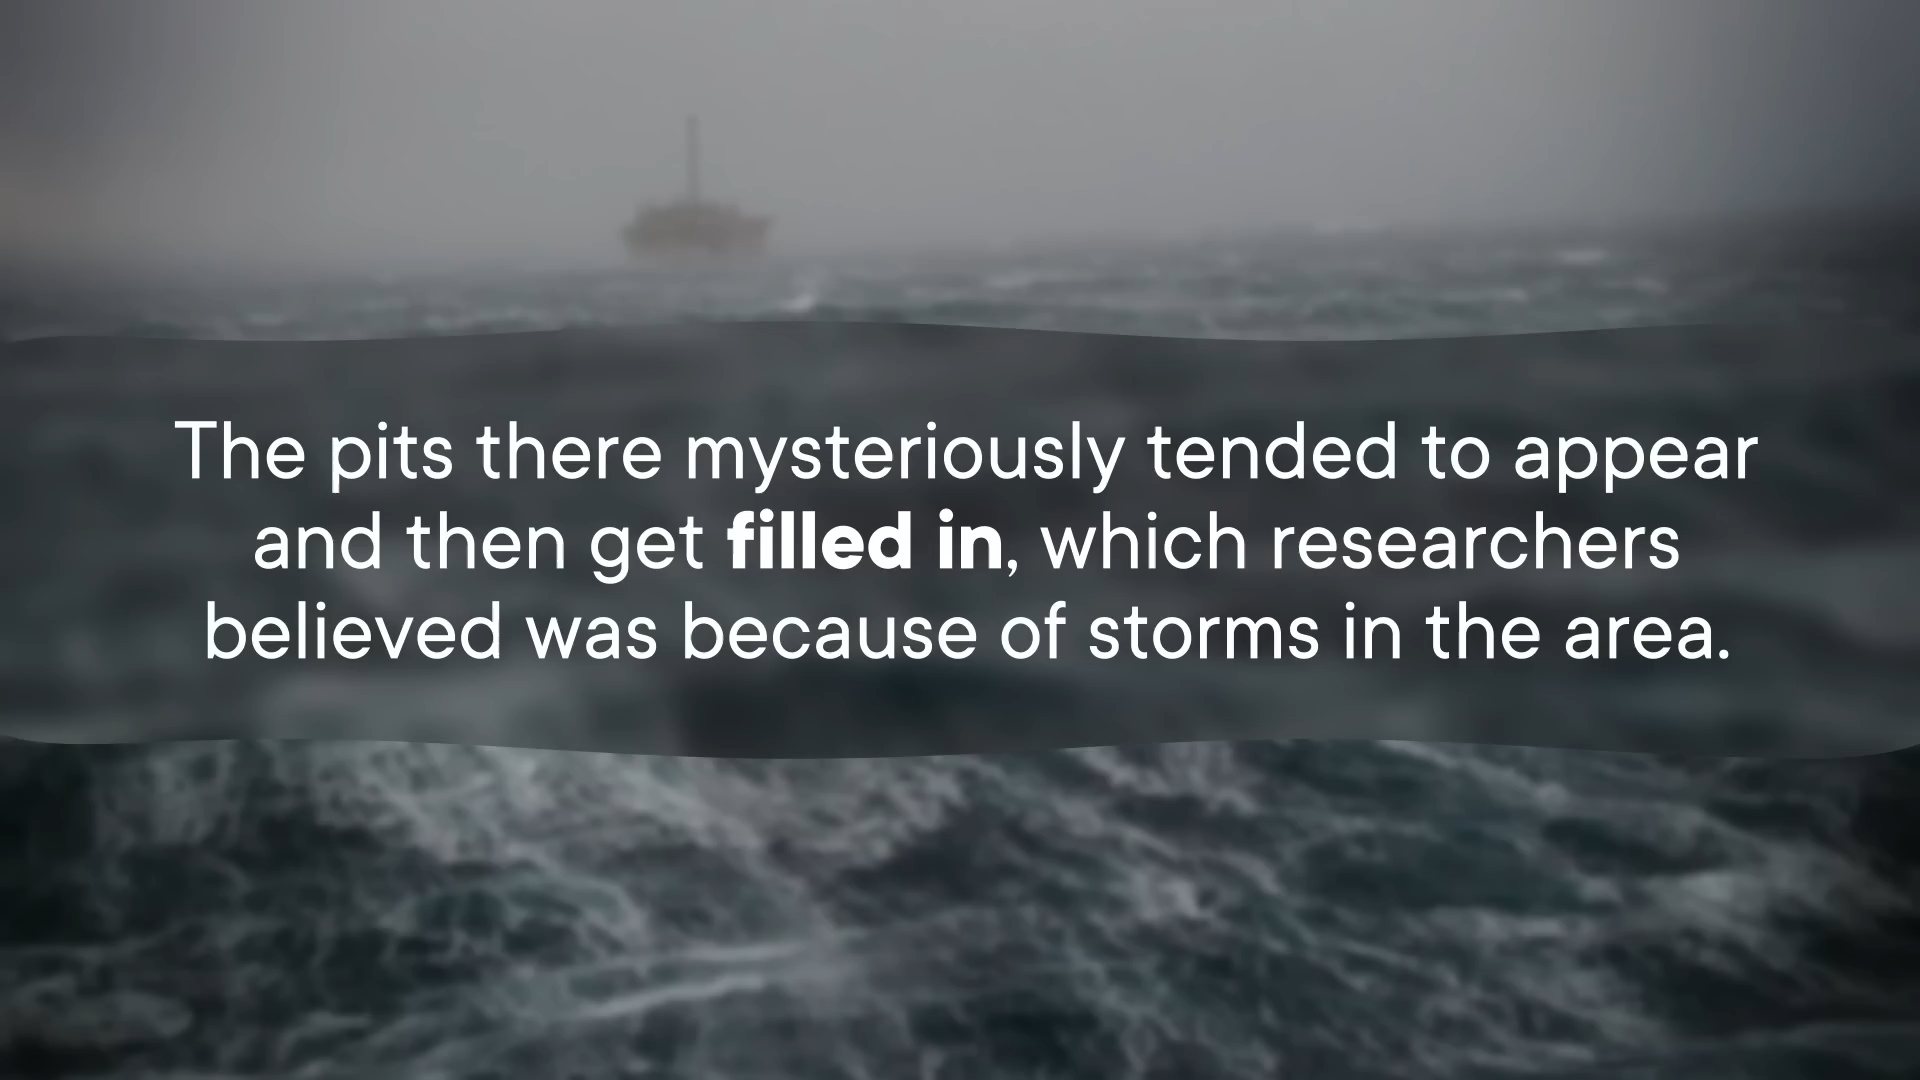 The pits there mysteriously tended to appear
and then get filled in, which researchers
believed was because of storms in the area.